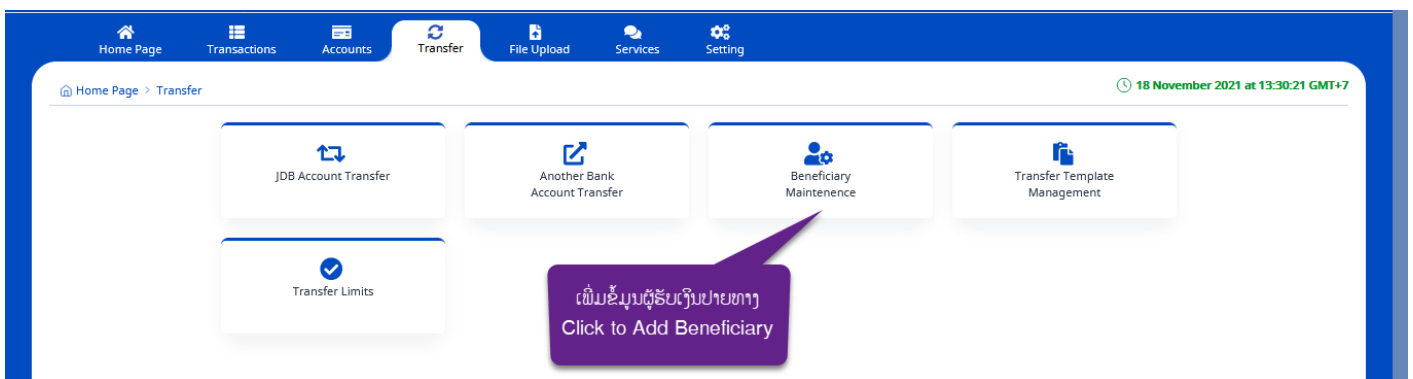 Home Page
Transactions
Accounts
Transfer
File Upload
Services
Setting
Home Page > Transfer
18 November 2021 at 13:30:21 GMT+7
JDB Account Transfer
Another Bank
Account Transfer
Beneficiary
Maintenence
Transfer Template
Management
Transfer Limits
ເພີ່ມຂໍ້ມູນຜູ້ຮັບເງິນປາຍທາງ
Click to Add Beneficiary